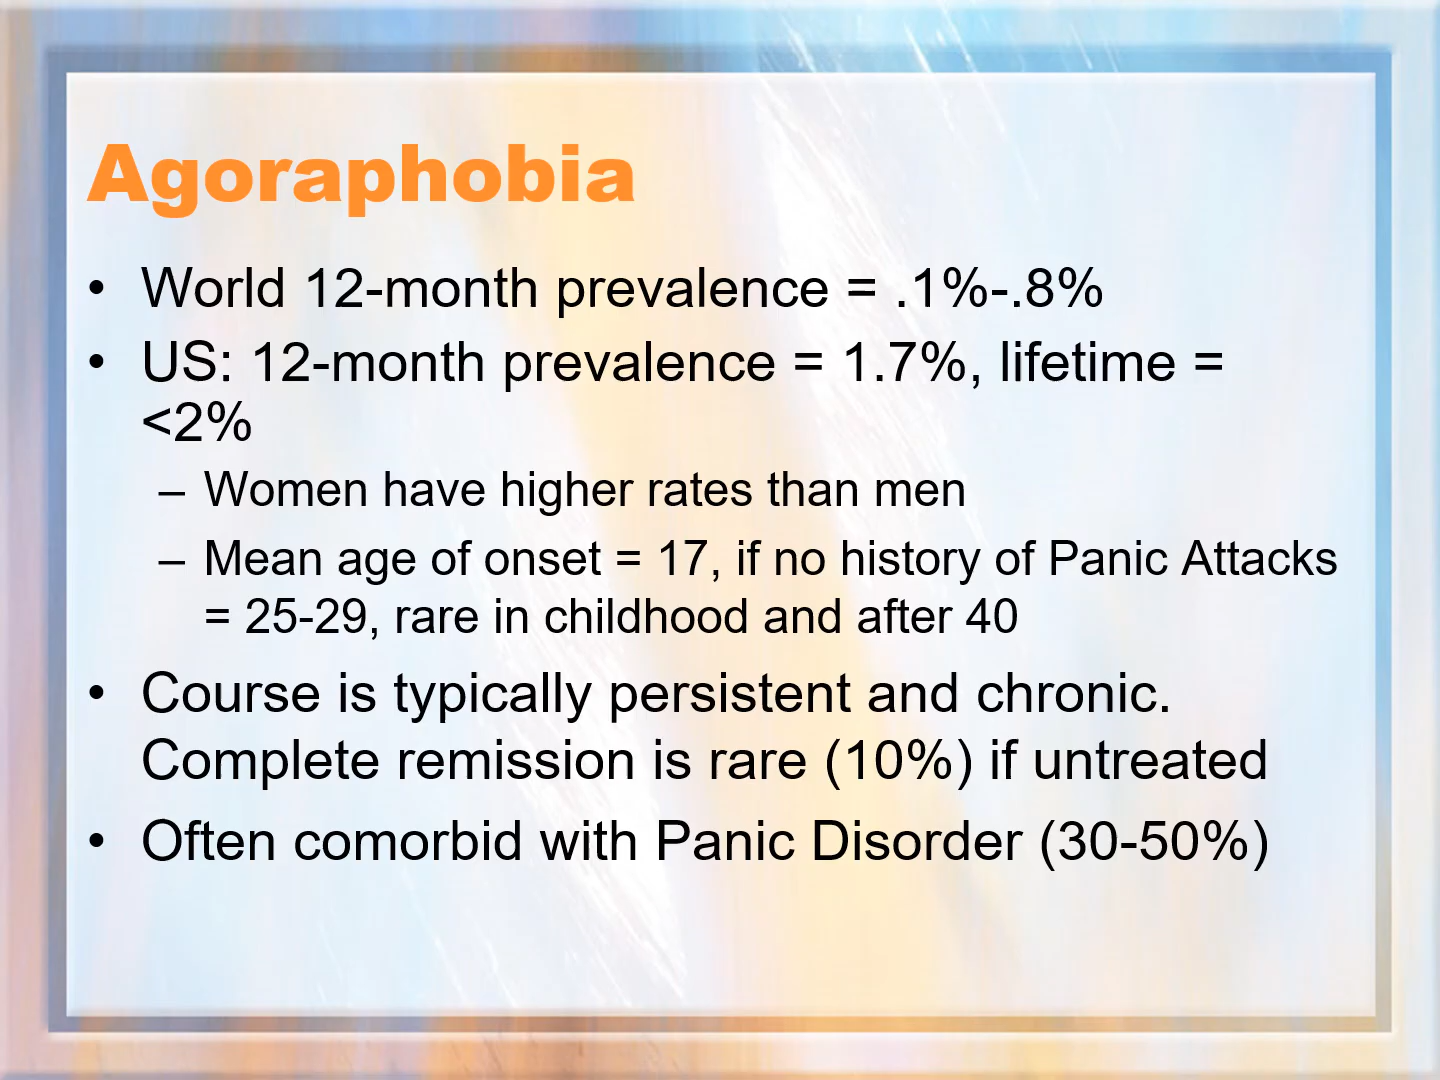 Agoraphobia
• World 12-month prevalence = .1%-.8%
• US: 12-month prevalence = 1.7%, lifetime =
<2%
– Women have higher rates than men
– Mean age of onset = 17, if no history of Panic Attacks
= 25-29, rare in childhood and after 40
• Course is typically persistent and chronic.
Complete remission is rare (10%) if untreated
• Often comorbid with Panic Disorder (30-50%)